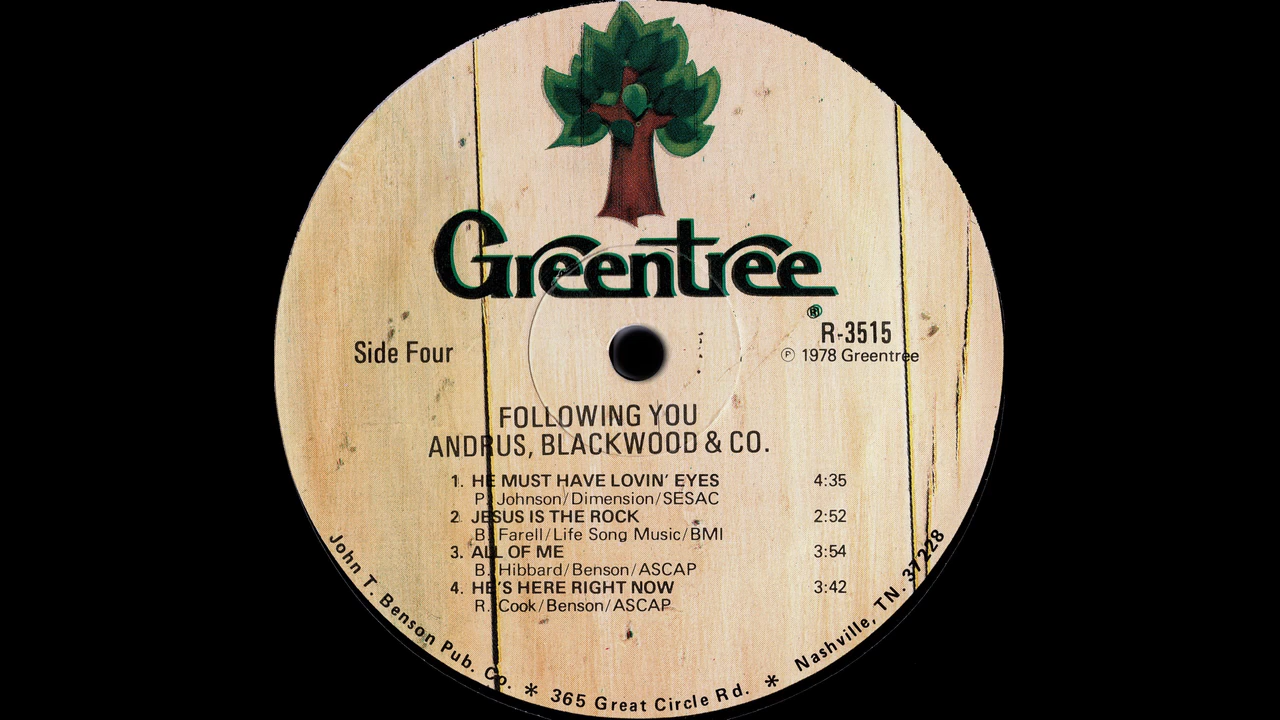 Greentree
®
Side Four
R-3515
℗ 1978 Greentree
FOLLOWING YOU
ANDRUS, BLACKWOOD & CO.
1. HE MUST HAVE LOVIN' EYES 4:35
P. Johnson/Dimension/SESAC
2. JESUS IS THE ROCK 2:52
B. Farell/Life Song Music/BMI
3. ALL OF ME 3:54
B. Hibbard/Benson/ASCAP
4. HE'S HERE RIGHT NOW 3:42
R. Cook/Benson/ASCAP
John T. Benson Pub. Co. * 365 Great Circle Rd. * Nashville, TN. 37228